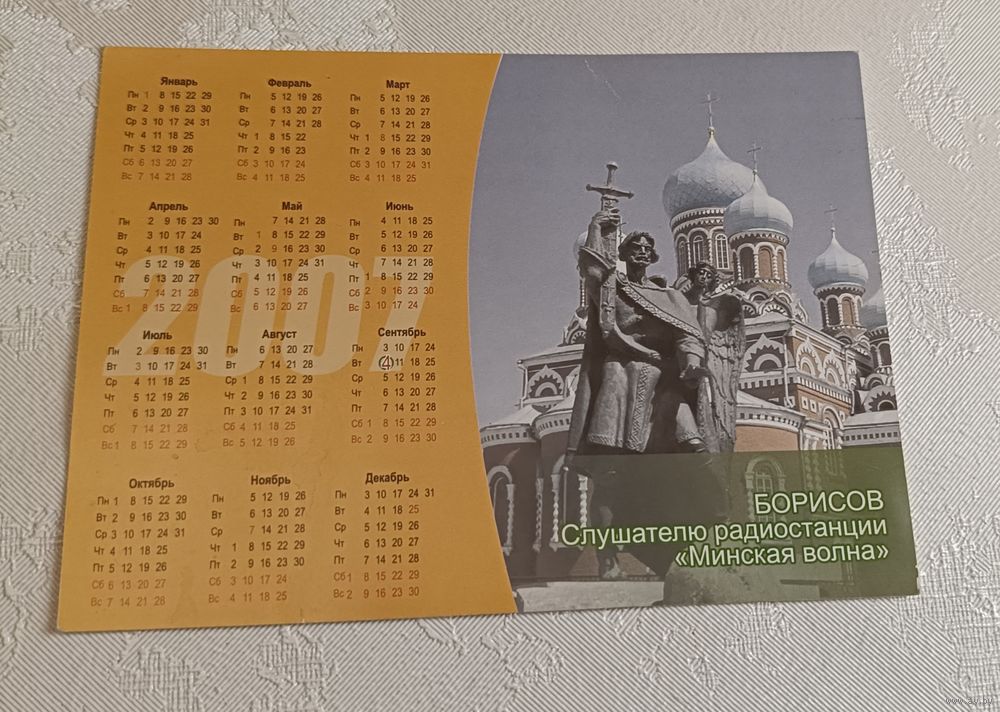 Январь
Пн 1 8 15 22 29
Вт 2 9 16 23 30
Ср 3 10 17 24 31
Чт 4 11 18 25
Пт 5 12 19 26
Сб 6 13 20 27
Вс 7 14 21 28
Февраль
Пн 5 12 19 26
Вт 6 13 20 27
Ср 7 14 21 28
Чт 1 8 15 22
Пт 2 9 16 23
Сб 3 10 17 24
Вс 4 11 18 25
Март
Пн 5 12 19 26
Вт 6 13 20 27
Ср 7 14 21 28
Чт 1 8 15 22 29
Пт 2 9 16 23 30
Сб 3 10 17 24 31
Вс 4 11 18 25
Апрель
Пн 2 9 16 23 30
Вт 3 10 17 24
Ср 4 11 18 25
Чт 5 12 19 26
Пт 6 13 20 27
Сб 7 14 21 28
Вс 1 8 15 22 29
Май
Пн 7 14 21 28
Вт 1 8 15 22 29
Ср 2 9 16 23 30
Чт 3 10 17 24 31
Пт 4 11 18 25
Сб 5 12 19 26
Вс 6 13 20 27
Июнь
Пн 4 11 18 25
Вт 5 12 19 26
Ср 6 13 20 27
Чт 7 14 21 28
Пт 1 8 15 22 29
Сб 2 9 16 23 30
Вс 3 10 17 24
2007
Июль
Пн 2 9 16 23 30
Вт 3 10 17 24 31
Ср 4 11 18 25
Чт 5 12 19 26
Пт 6 13 20 27
Сб 7 14 21 28
Вс 1 8 15 22 29
Август
Пн 6 13 20 27
Вт 7 14 21 28
Ср 1 8 15 22 29
Чт 2 9 16 23 30
Пт 3 10 17 24 31
Сб 4 11 18 25
Вс 5 12 19 26
Сентябрь
Пн 3 10 17 24
Вт 4 11 18 25
Ср 5 12 19 26
Чт 6 13 20 27
Пт 7 14 21 28
Сб 1 8 15 22 29
Вс 2 9 16 23 30
Октябрь
Пн 1 8 15 22 29
Вт 2 9 16 23 30
Ср 3 10 17 24 31
Чт 4 11 18 25
Пт 5 12 19 26
Сб 6 13 20 27
Вс 7 14 21 28
Ноябрь
Пн 5 12 19 26
Вт 6 13 20 27
Ср 7 14 21 28
Чт 1 8 15 22 29
Пт 2 9 16 23 30
Сб 3 10 17 24
Вс 4 11 18 25
Декабрь
Пн 3 10 17 24 31
Вт 4 11 18 25
Ср 5 12 19 26
Чт 6 13 20 27
Пт 7 14 21 28
Сб 1 8 15 22 29
Вс 2 9 16 23 30
БОРИСОВ
Слушателю радиостанции
«Минская волна»